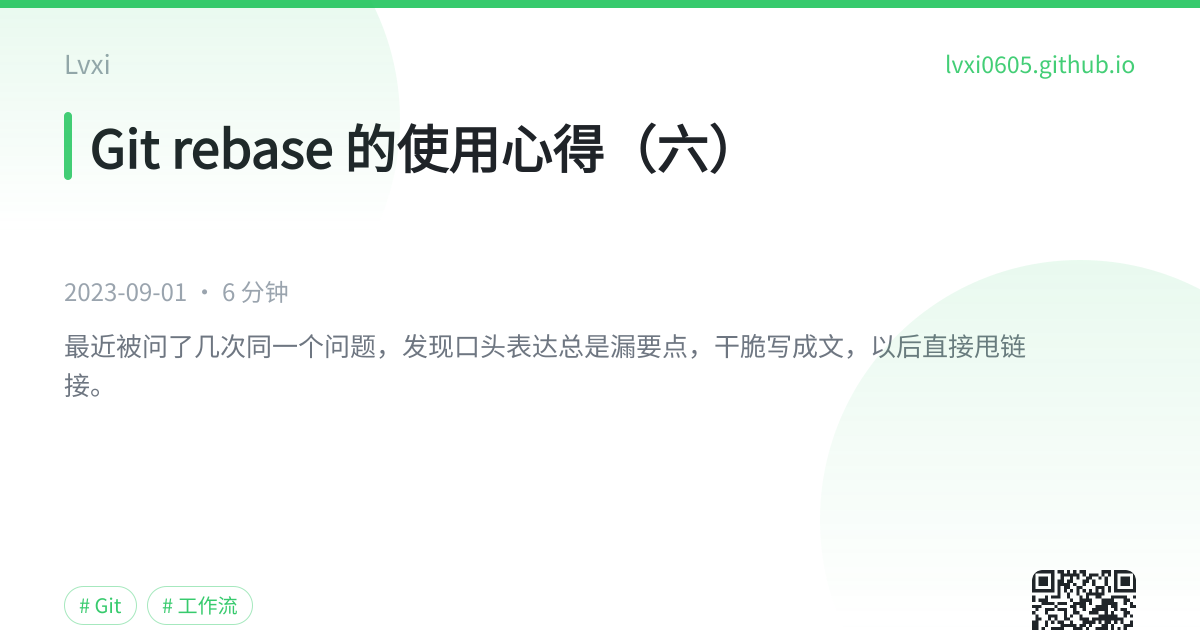 Lvxi
lvxi0605.github.io
Git rebase 的使用心得（六）
2023-09-01 · 6 分钟
最近被问了几次同一个问题，发现口头表达总是漏要点，干脆写成文，以后直接甩链
接。
# Git
# 工作流